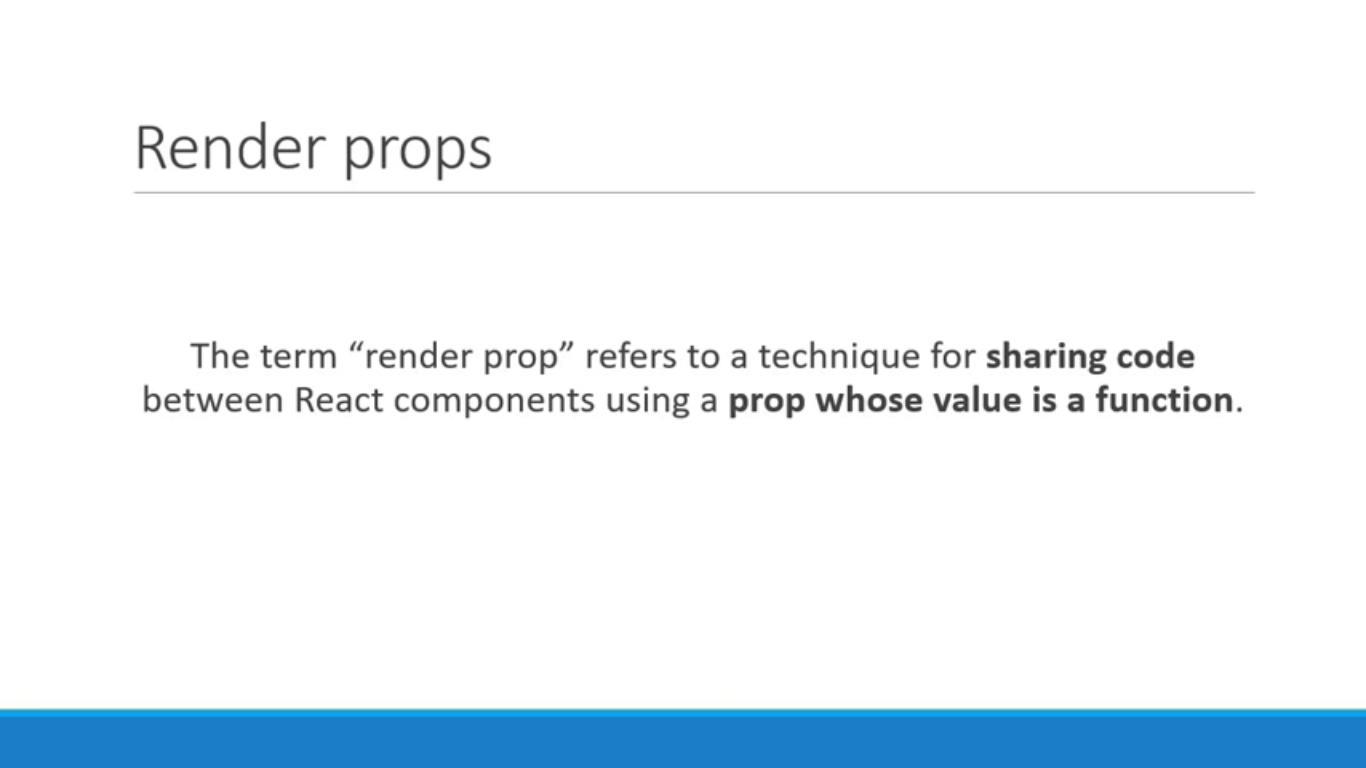 Render props
The term “render prop” refers to a technique for sharing code
between React components using a prop whose value is a function.